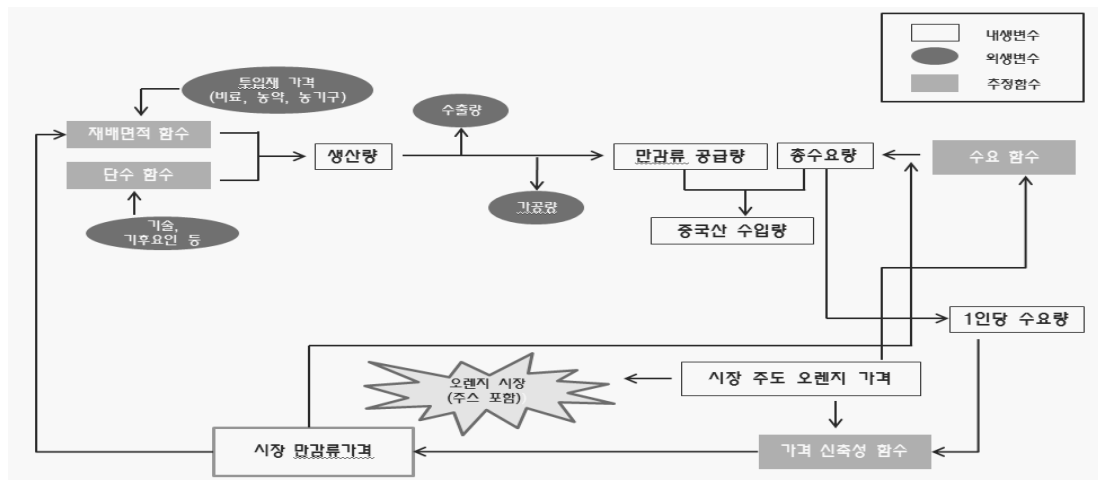 내생변수
외생변수
추정함수
투입재 가격
(비료, 농약, 농기구)
수출량
재배면적 함수
생산량
만감류 공급량
총수요량
수요 함수
단수 함수
가공량
기술,
기후요인 등
중국산 수입량
1인당 수요량
오렌지 시장
(주스 포함)
시장 주도 오렌지 가격
시장 만감류가격
가격 신축성 함수